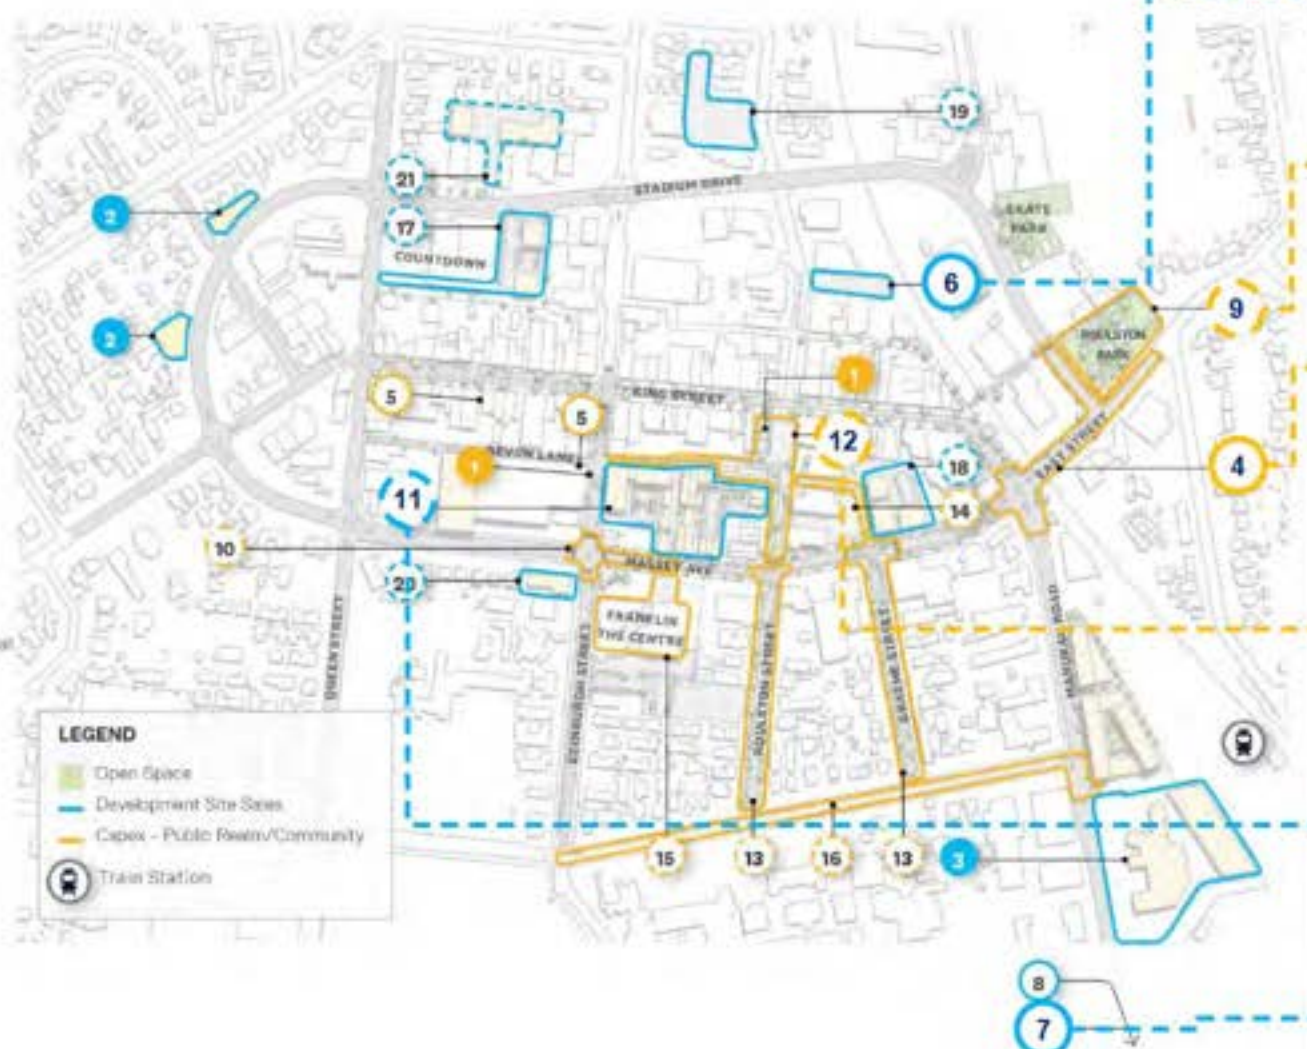 19
21
STADIUM DRIVE
SKATE
PARK
2
17
COUNTDOWN
6
9
2
ROULSTON
PARK
1
5
KING STREET
5
12
DEVON LANE
EAST STREET
4
1
18
11
14
10
MASSEY AVE
20
FRANKLIN
THE CENTRE
QUEEN STREET
EDINBURGH STREET
ROULSTON STREET
GRAEME STREET
MANUKAU ROAD
LEGEND
Open Space
Development Site Sales
Capex - Public Realm/Community
Train Station
15
13
16
13
3
8
7